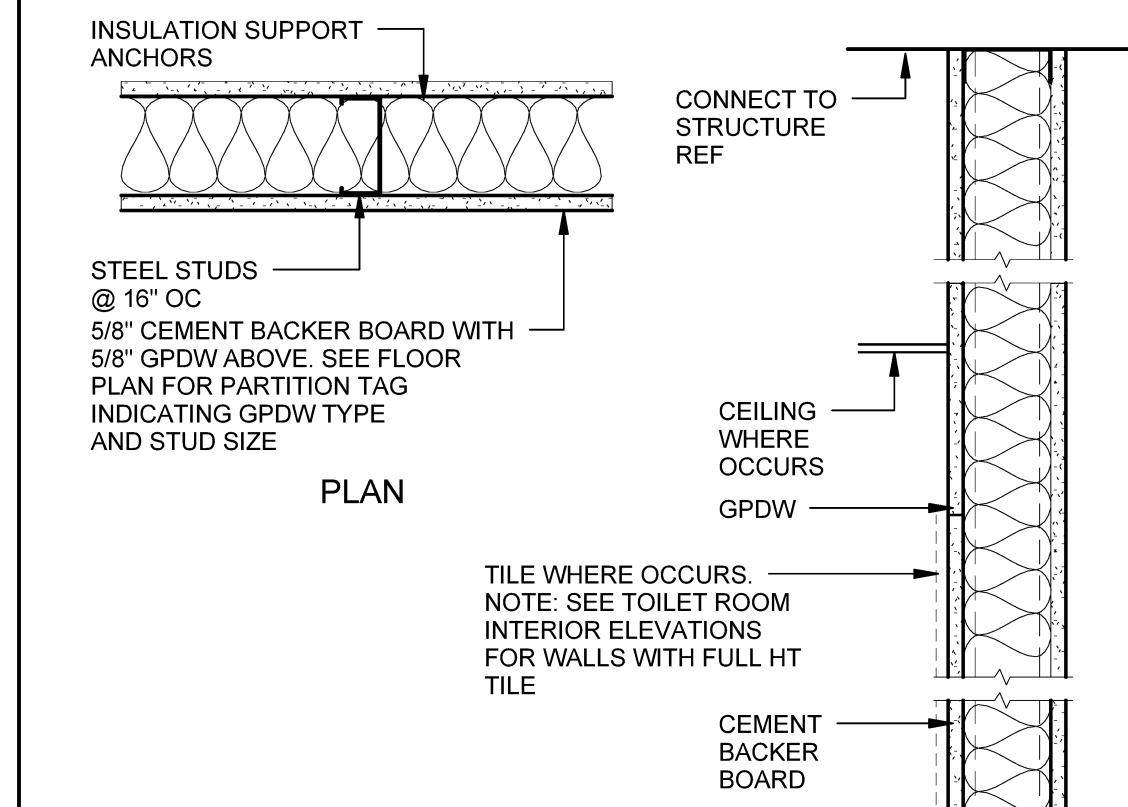 INSULATION SUPPORT
ANCHORS
STEEL STUDS
@ 16" OC
5/8" CEMENT BACKER BOARD WITH
5/8" GPDW ABOVE. SEE FLOOR
PLAN FOR PARTITION TAG
INDICATING GPDW TYPE
AND STUD SIZE
PLAN
CONNECT TO
STRUCTURE
REF
CEILING
WHERE
OCCURS
GPDW
TILE WHERE OCCURS.
NOTE: SEE TOILET ROOM
INTERIOR ELEVATIONS
FOR WALLS WITH FULL HT
TILE
CEMENT
BACKER
BOARD